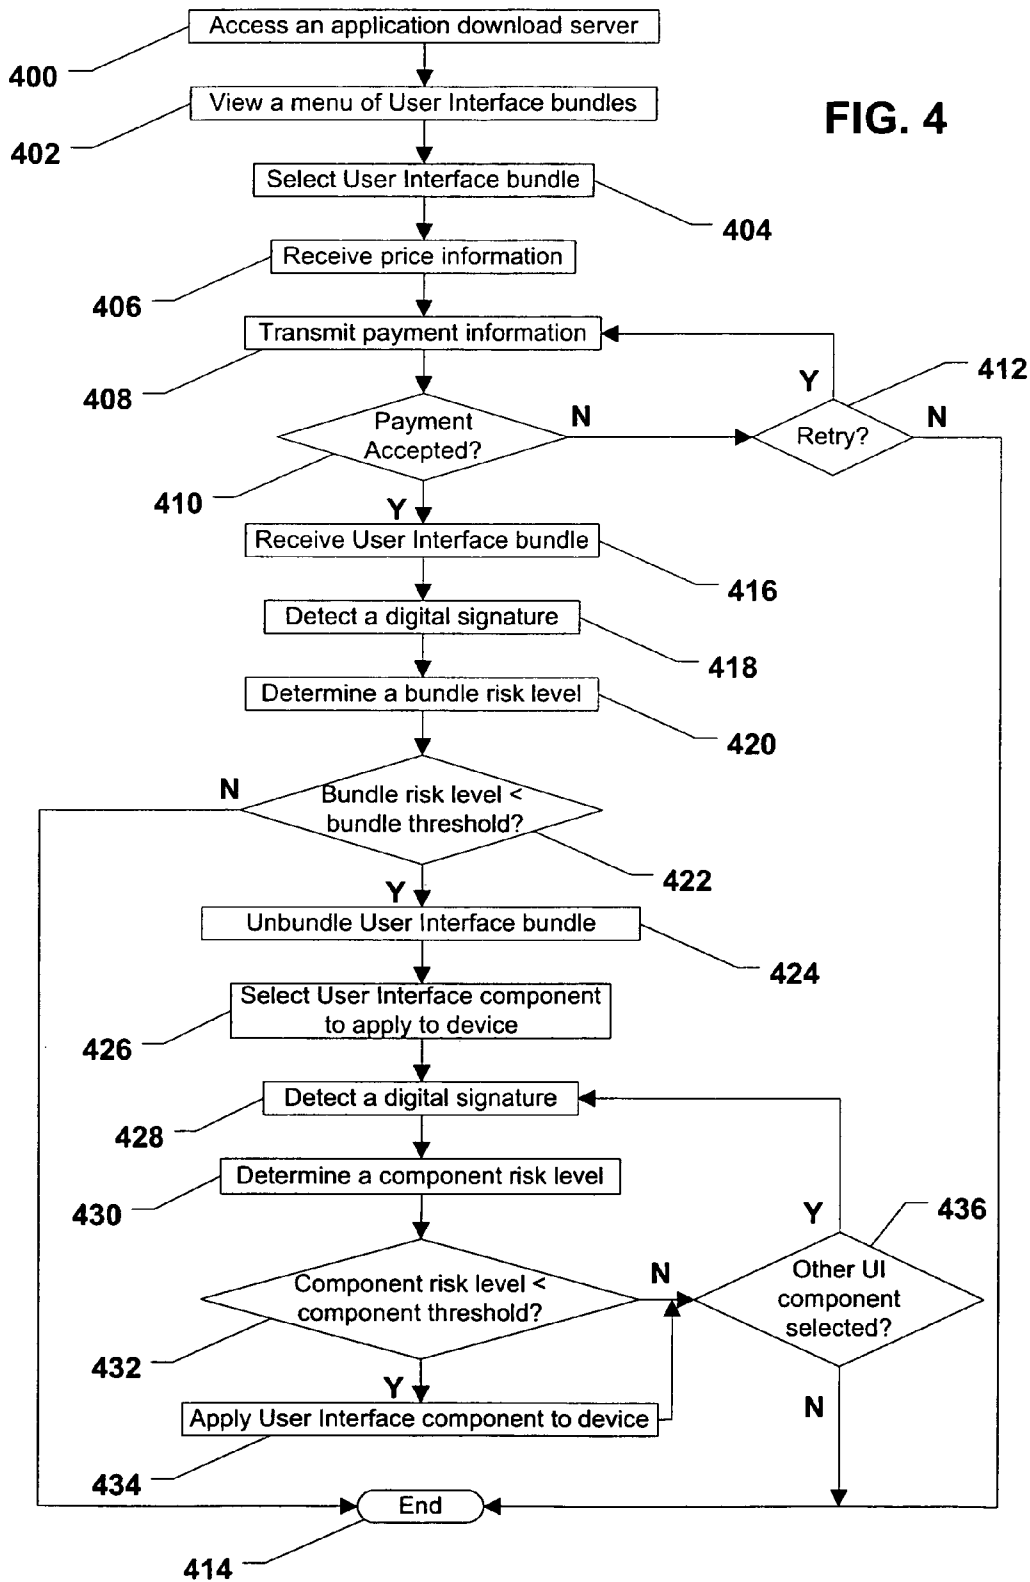 Access an application download server
400
View a menu of User Interface bundles
FIG. 4
402
Select User Interface bundle
404
Receive price information
406
Transmit payment information
408
412
Y
Payment
Accepted?
N
Retry?
N
410
Y
Receive User Interface bundle
416
Detect a digital signature
418
Determine a bundle risk level
420
N
Bundle risk level <
bundle threshold?
422
Y
Unbundle User Interface bundle
424
Select User Interface component
to apply to device
426
Detect a digital signature
428
Determine a component risk level
430
436
Y
Component risk level <
component threshold?
N
Other UI
component
selected?
432
Y
N
Apply User Interface component to device
434
End
414